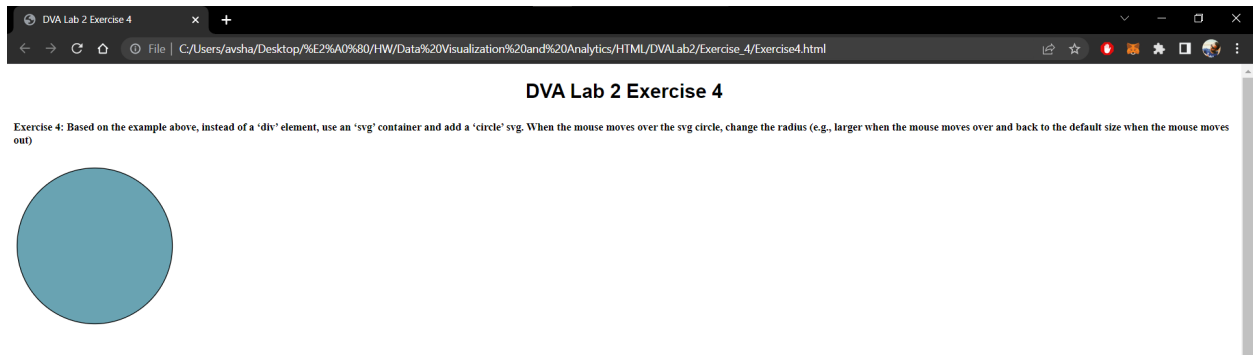 DVA Lab 2 Exercise 4
File | C:/Users/avsha/Desktop/%E2%A0%80/HW/Data%20Visualization%20and%20Analytics/HTML/DVALab2/Exercise_4/Exercise4.html
DVA Lab 2 Exercise 4
Exercise 4: Based on the example above, instead of a ‘div’ element, use an ‘svg’ container and add a ‘circle’ svg. When the mouse moves over the svg circle, change the radius (e.g., larger when the mouse moves over and back to the default size when the mouse moves
out)